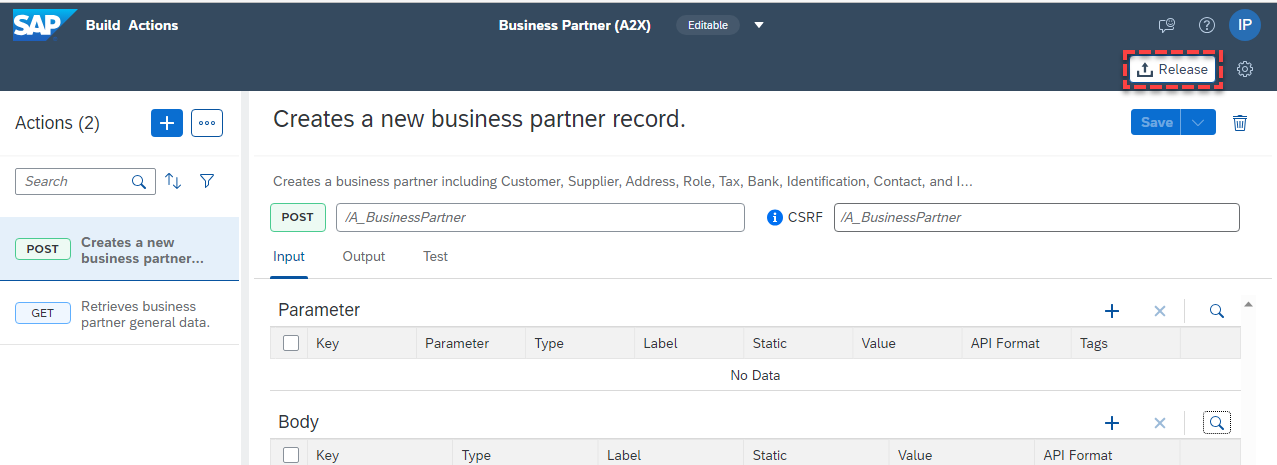 SAP Build Actions Business Partner (A2X) Editable IP
Release
Actions (2)
Search
POST Creates a new
business partner...
GET Retrieves business
partner general data.
Creates a new business partner record.
Save
Creates a business partner including Customer, Supplier, Address, Role, Tax, Bank, Identification, Contact, and I...
POST /A_BusinessPartner CSRF /A_BusinessPartner
Input Output Test
Parameter
Key Parameter Type Label Static Value API Format Tags
No Data
Body
Key Type Label Static Value API Format